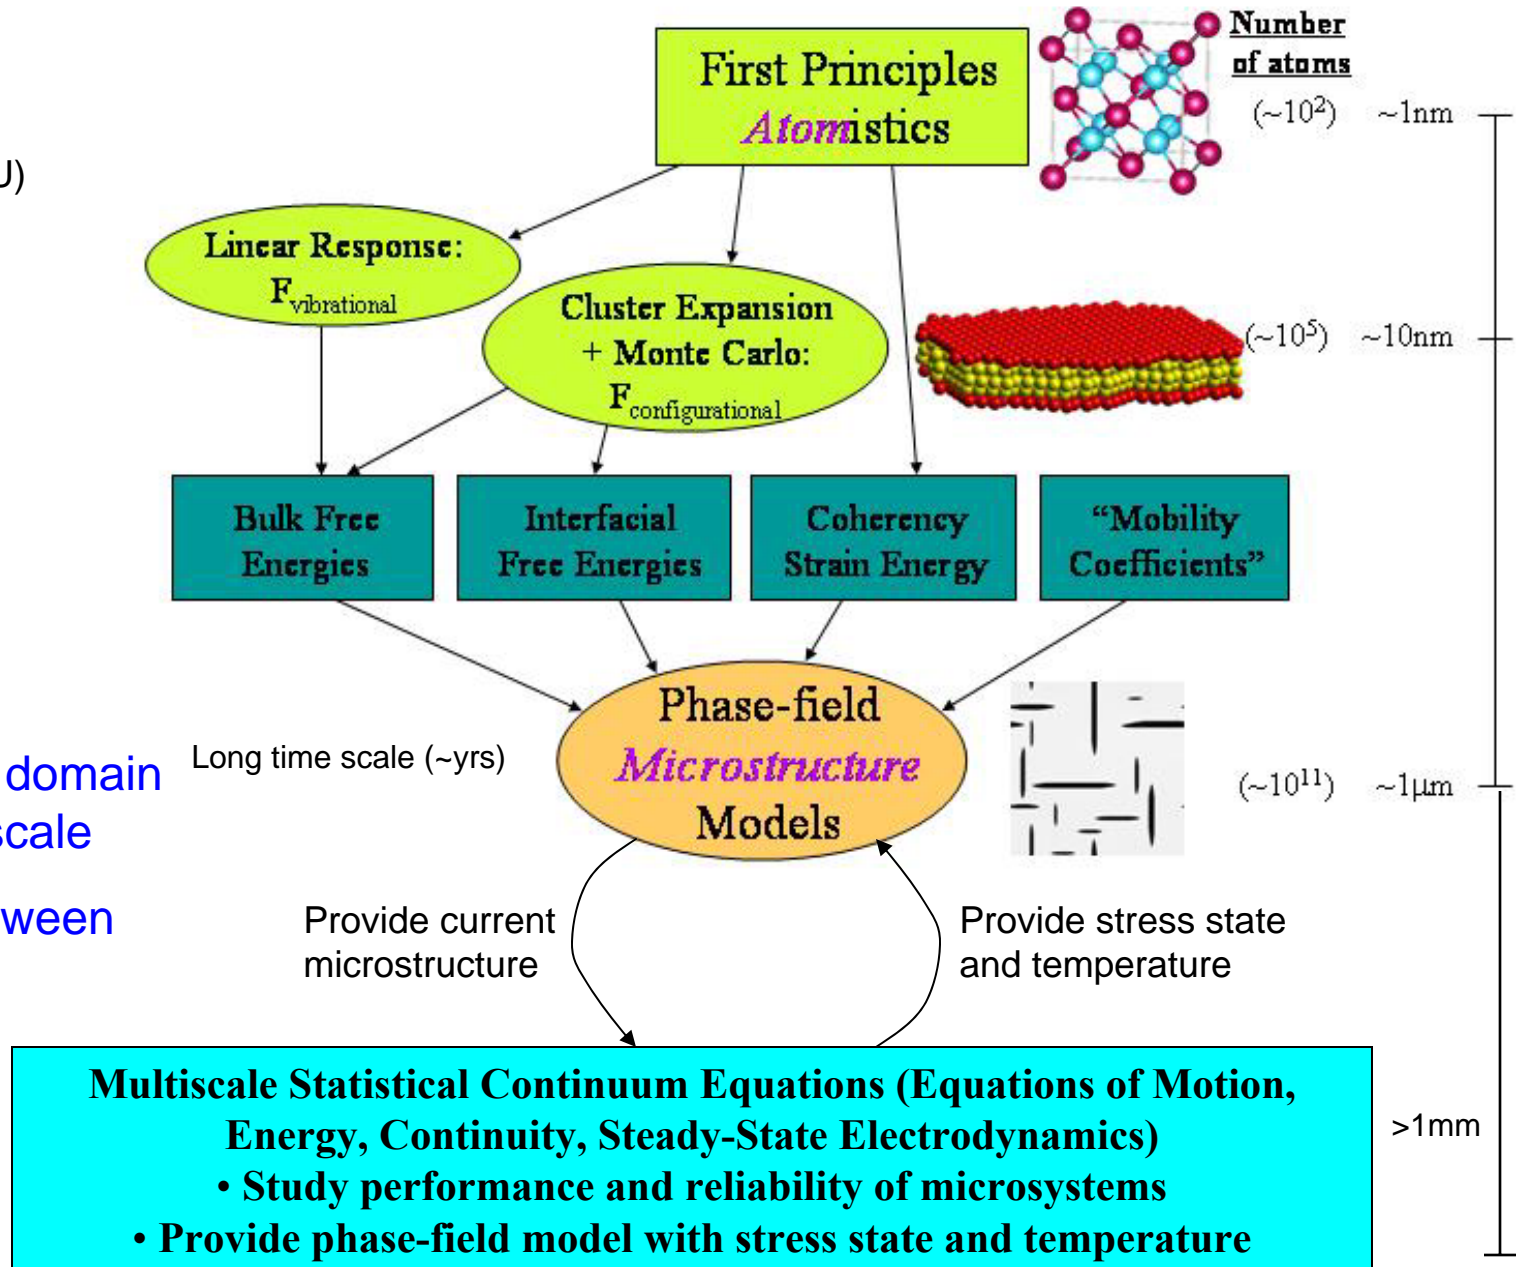 Number
of atoms
First Principles
Atomistics
(~10²) ~1nm
U)
Linear Response:
F_vibrational
Cluster Expansion
+ Monte Carlo:
F_configurational
(~10⁵) ~10nm
Bulk Free
Energies
Interfacial
Free Energies
Coherency
Strain Energy
“Mobility
Coefficients”
domain
scale
ween
Long time scale (~yrs)
Phase-field
Microstructure
Models
(~10¹¹) ~1μm
Provide current
microstructure
Provide stress state
and temperature
Multiscale Statistical Continuum Equations (Equations of Motion,
Energy, Continuity, Steady-State Electrodynamics)
• Study performance and reliability of microsystems
• Provide phase-field model with stress state and temperature
>1mm